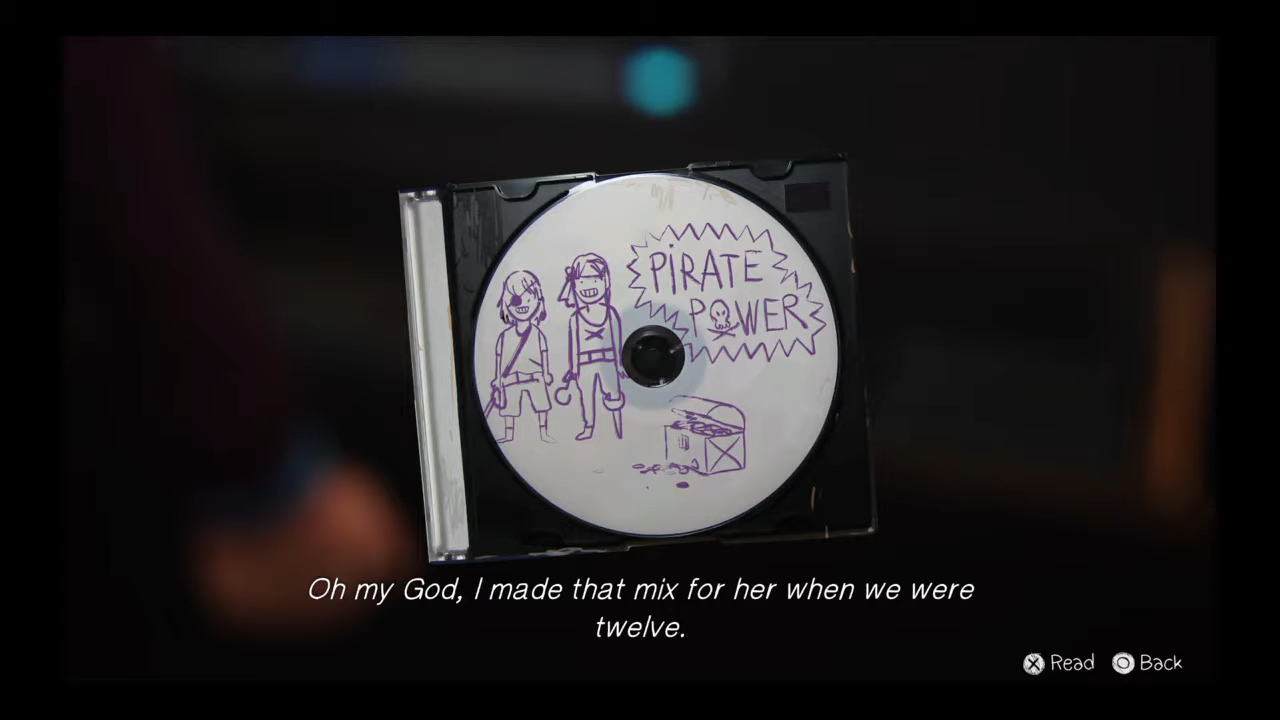 PiRATE
POWER
Oh my God, I made that mix for her when we were
twelve.
Read Back